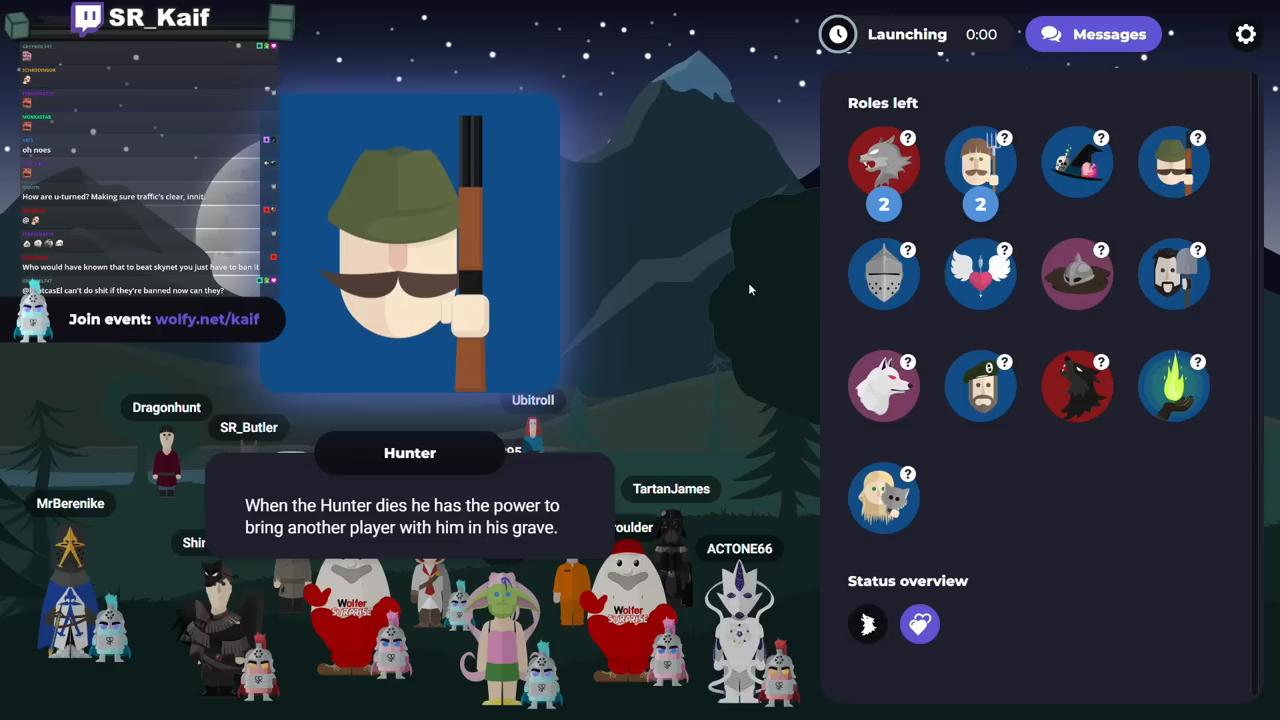 SR_Kaif
oh noes
How are u-turned? Making sure traffic's clear, innit.
Who would have known that to beat skynet you just have to ban it
can't do shit if they're banned now can they?
Join event: wolfy.net/kaif
Launching 0:00
Messages
Roles left
2
2
Status overview
Dragonhunt
SR_Butler
Ubitroll
MrBerenike
TartanJames
ACTONE66
Hunter
When the Hunter dies he has the power to
bring another player with him in his grave.
Wolfer
SURPRISE
Wolfer
SURPRISE